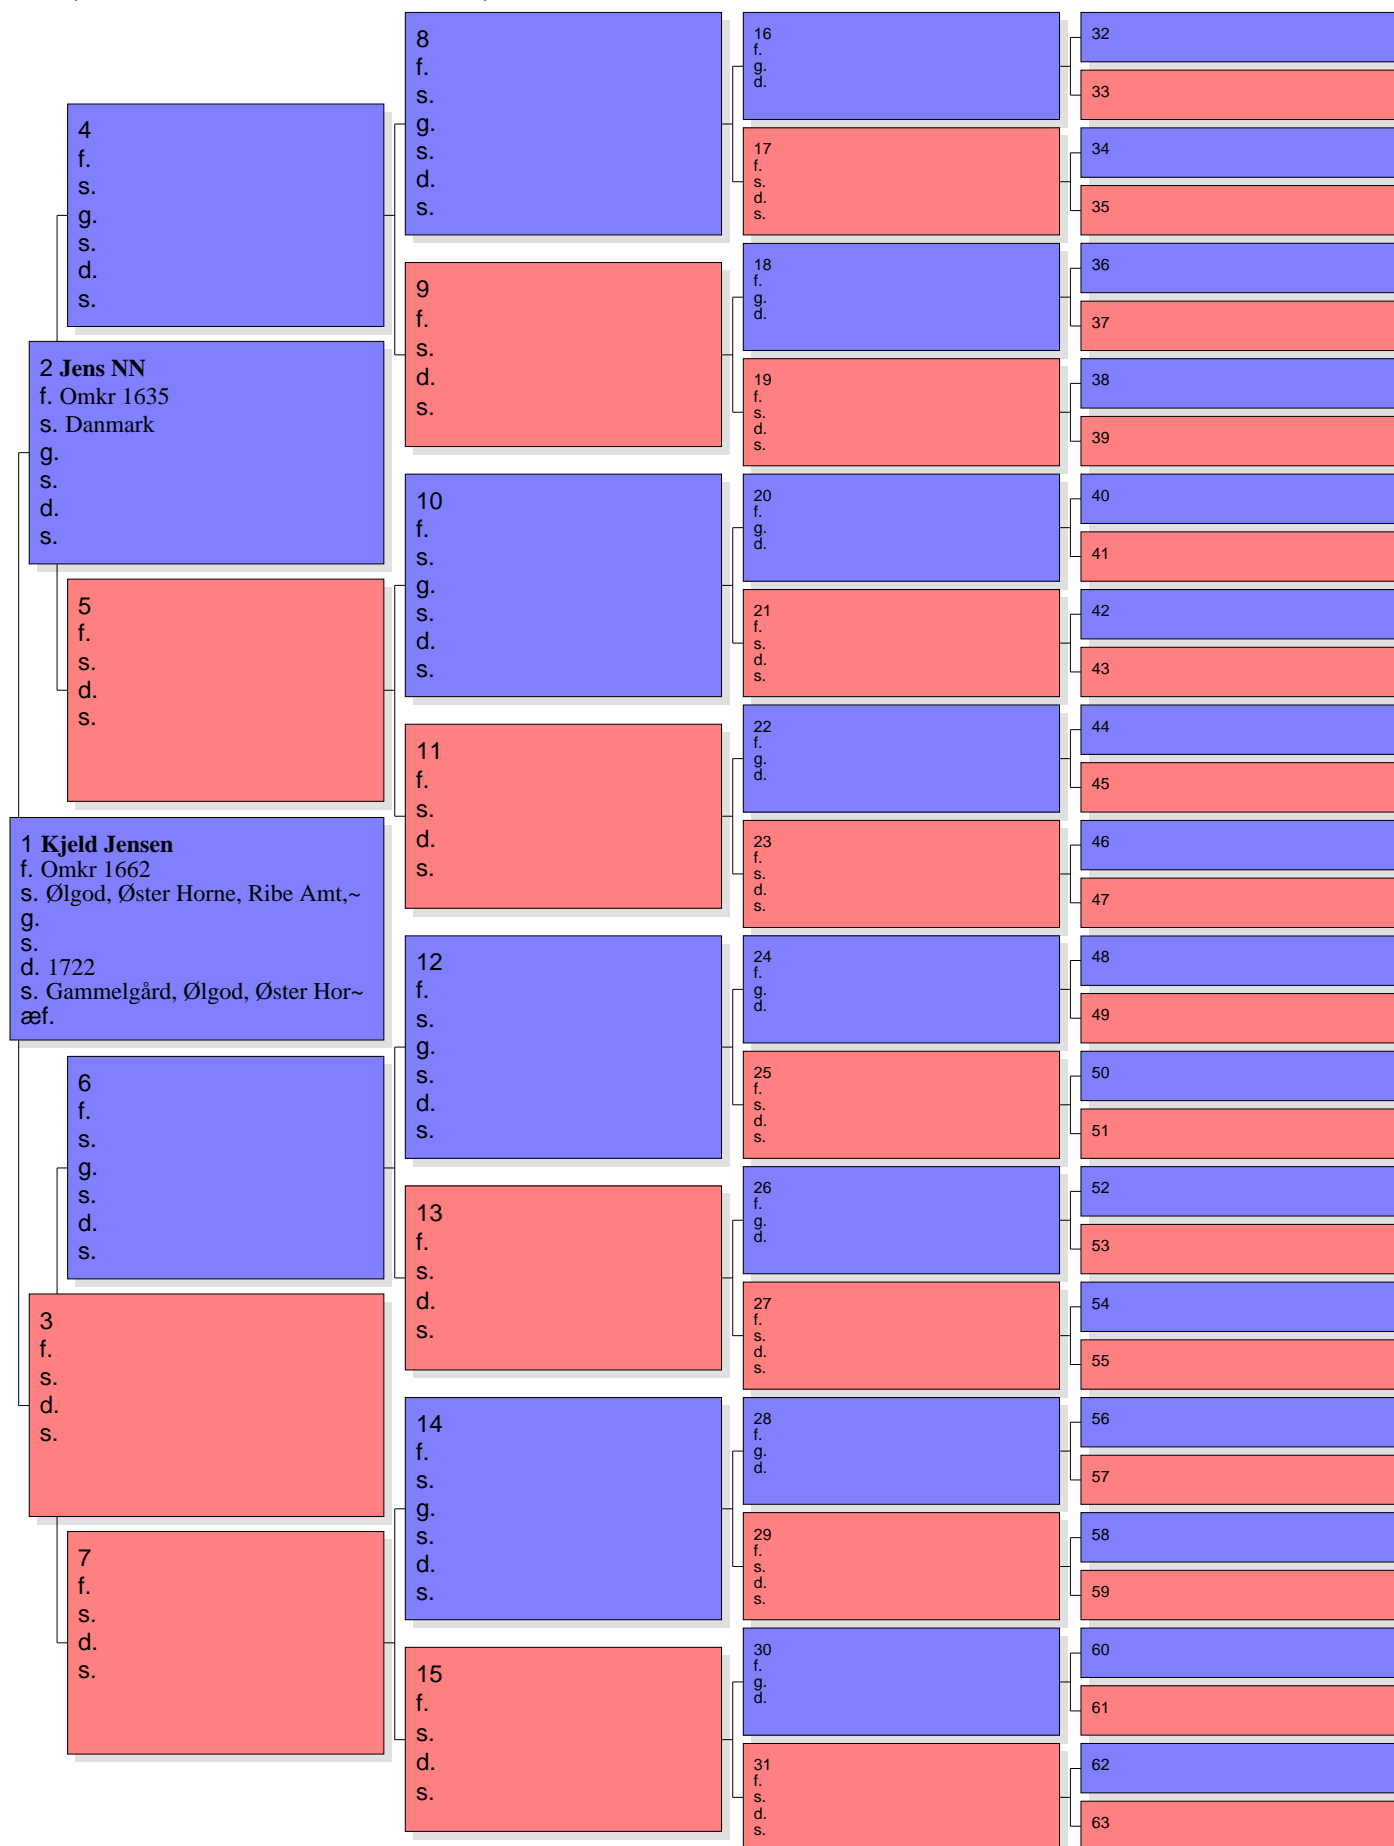 1 Kjeld Jensen
f. Omkr 1662
s. Ølgod, Øster Horne, Ribe Amt,~
g.
s.
d. 1722
s. Gammelgård, Ølgod, Øster Hor~
æf.
2 Jens NN
f. Omkr 1635
s. Danmark
g.
s.
d.
s.
3
f.
s.
d.
s.
4
f.
s.
g.
s.
d.
s.
5
f.
s.
d.
s.
6
f.
s.
g.
s.
d.
s.
7
f.
s.
d.
s.
8
f.
s.
g.
s.
d.
s.
9
f.
s.
d.
s.
10
f.
s.
g.
s.
d.
s.
11
f.
s.
d.
s.
12
f.
s.
g.
s.
d.
s.
13
f.
s.
d.
s.
14
f.
s.
g.
s.
d.
s.
15
f.
s.
d.
s.
16
f.
g.
d.
17
f.
s.
d.
s.
18
f.
g.
d.
19
f.
s.
d.
s.
20
f.
g.
d.
21
f.
s.
d.
s.
22
f.
g.
d.
23
f.
s.
d.
s.
24
f.
g.
d.
25
f.
s.
d.
s.
26
f.
g.
d.
27
f.
s.
d.
s.
28
f.
g.
d.
29
f.
s.
d.
s.
30
f.
g.
d.
31
f.
s.
d.
s.
32
33
34
35
36
37
38
39
40
41
42
43
44
45
46
47
48
49
50
51
52
53
54
55
56
57
58
59
60
61
62
63